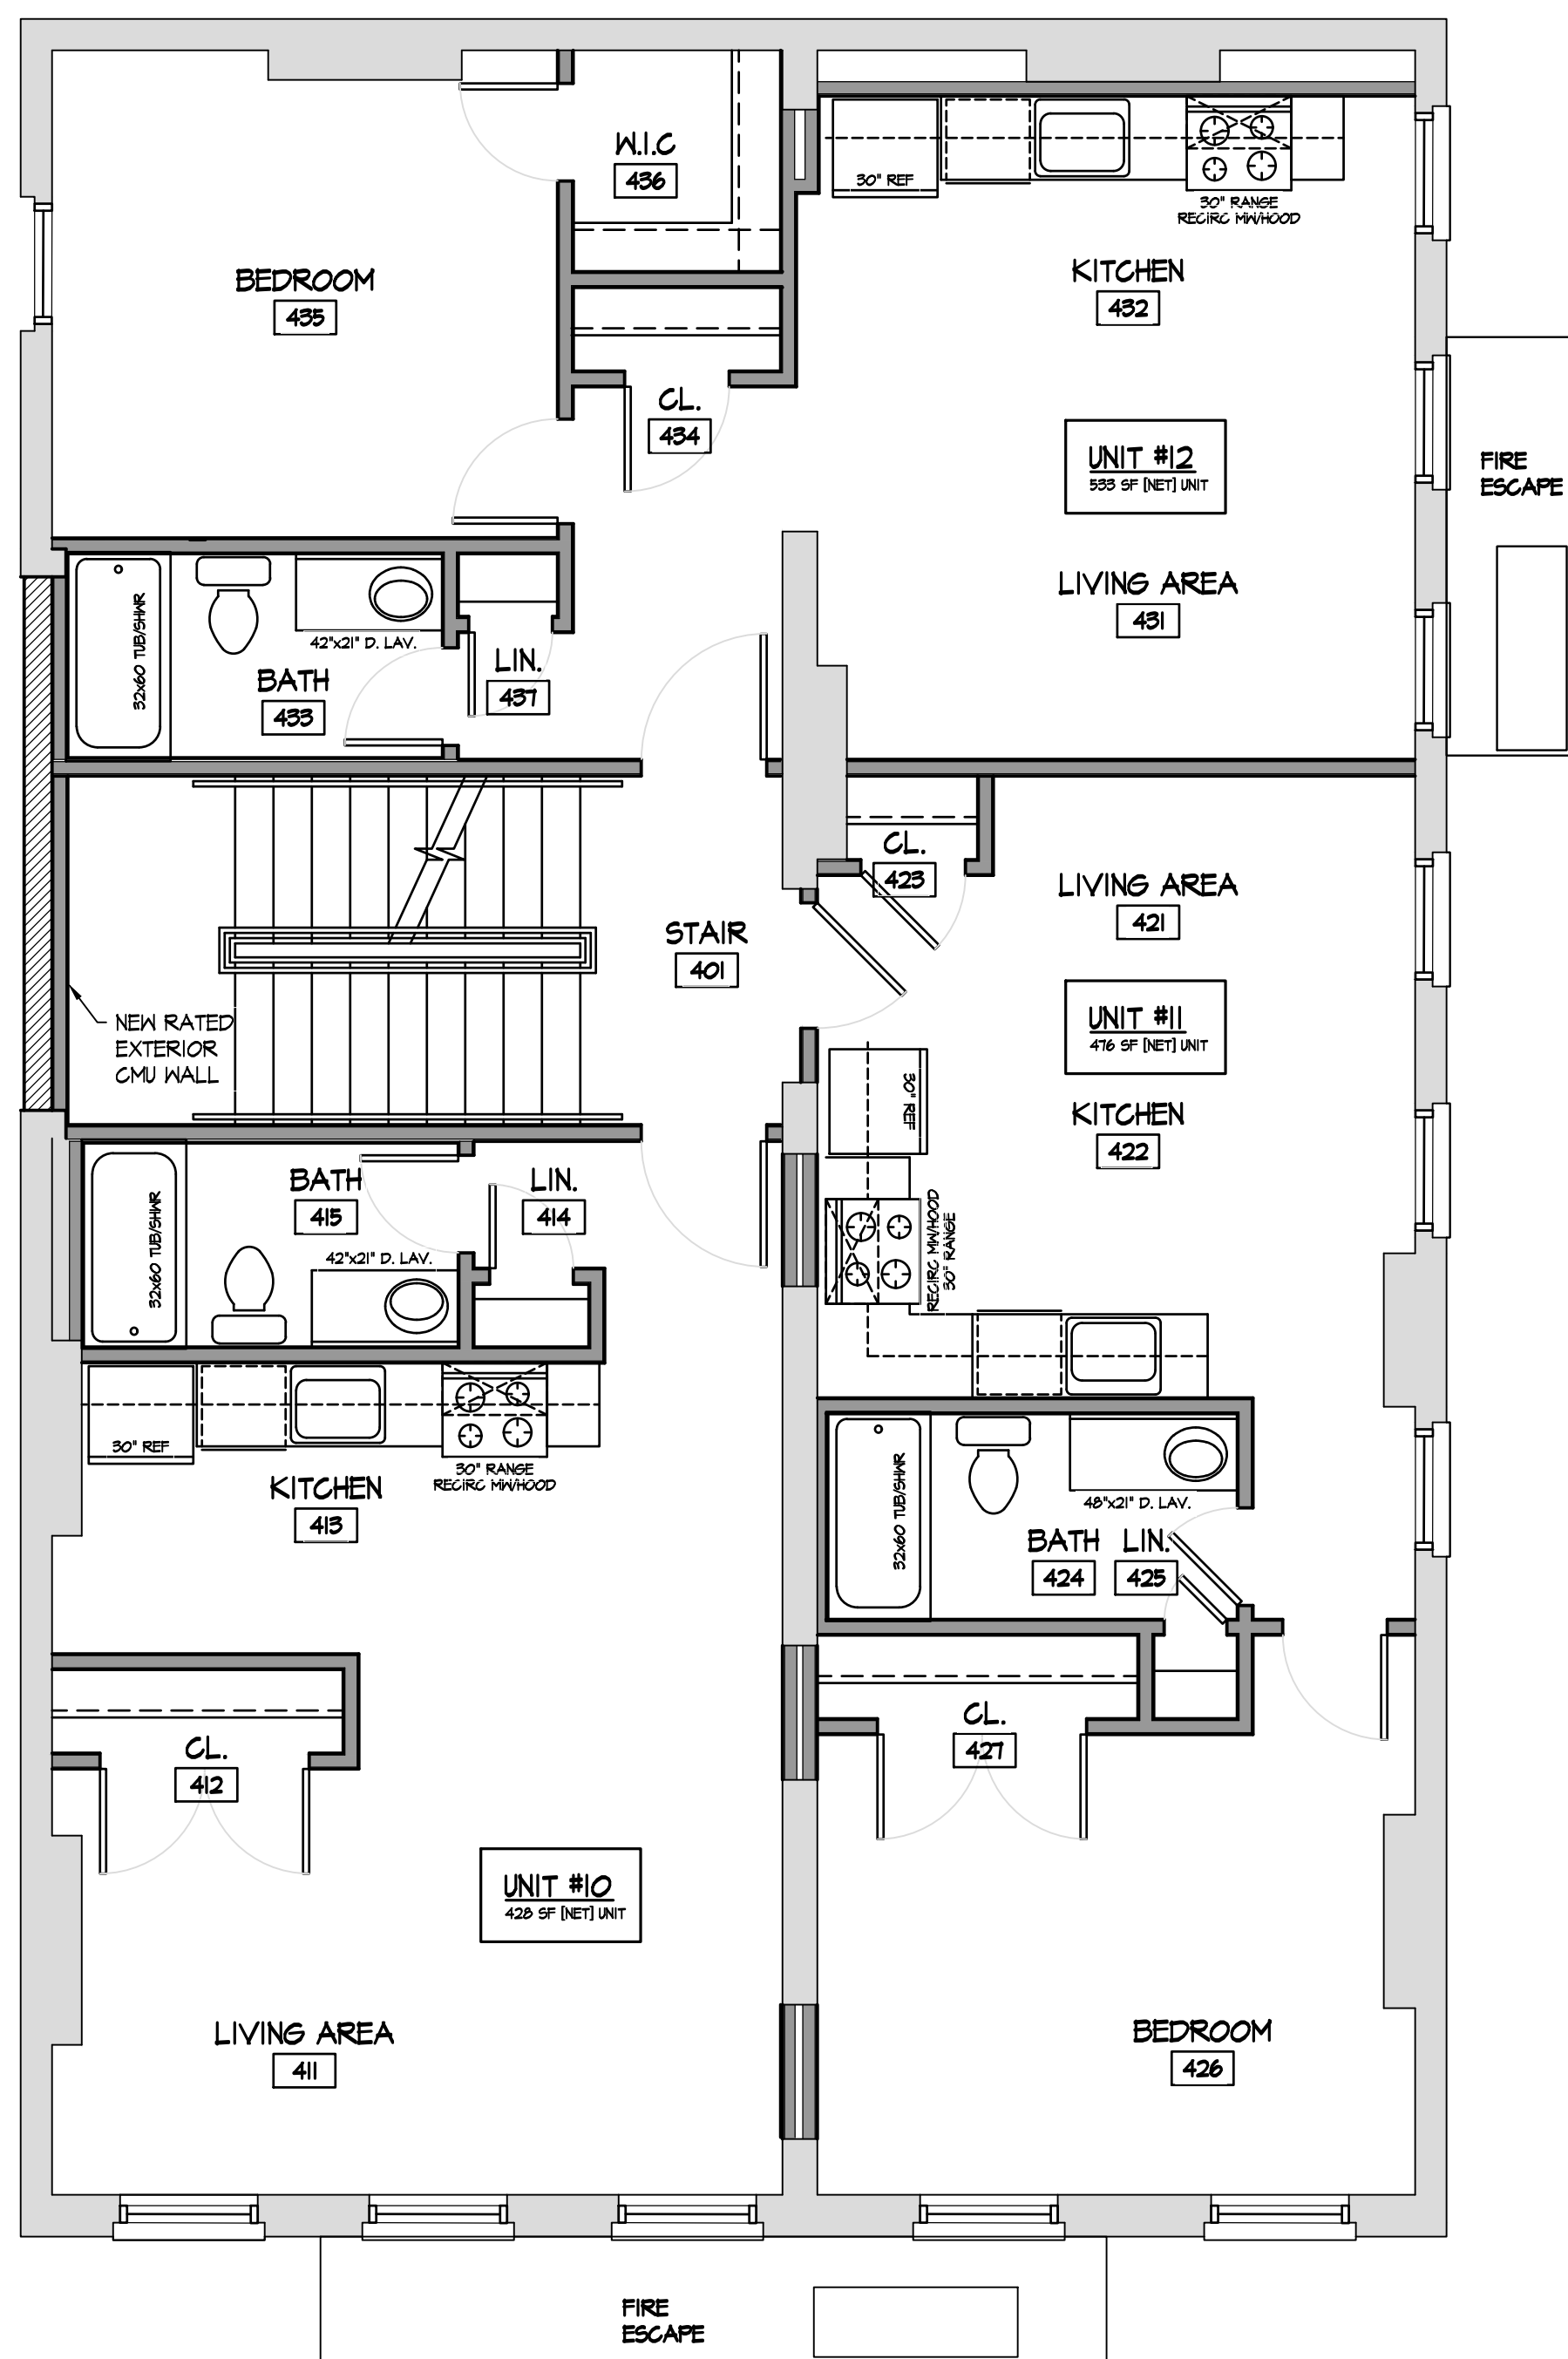 W.I.C
436
30" REF
30" RANGE
RECIRC MW/HOOD
BEDROOM
435
KITCHEN
432
CL.
434
UNIT #12
533 SF [NET] UNIT
FIRE
ESCAPE
LIVING AREA
431
32x60 TUB/SHWR
42"x21" D. LAV.
BATH
433
LIN.
437
CL.
423
LIVING AREA
421
STAIR
401
UNIT #11
476 SF [NET] UNIT
NEW RATED
EXTERIOR
CMU WALL
30" REF
KITCHEN
422
BATH
415
LIN.
414
32x60 TUB/SHWR
42"x21" D. LAV.
RECIRC MW/HOOD
30" RANGE
30" REF
30" RANGE
RECIRC MW/HOOD
KITCHEN
413
32x60 TUB/SHWR
48"x21" D. LAV.
BATH
424
LIN.
425
CL.
427
CL.
412
UNIT #10
428 SF [NET] UNIT
LIVING AREA
411
BEDROOM
426
FIRE
ESCAPE